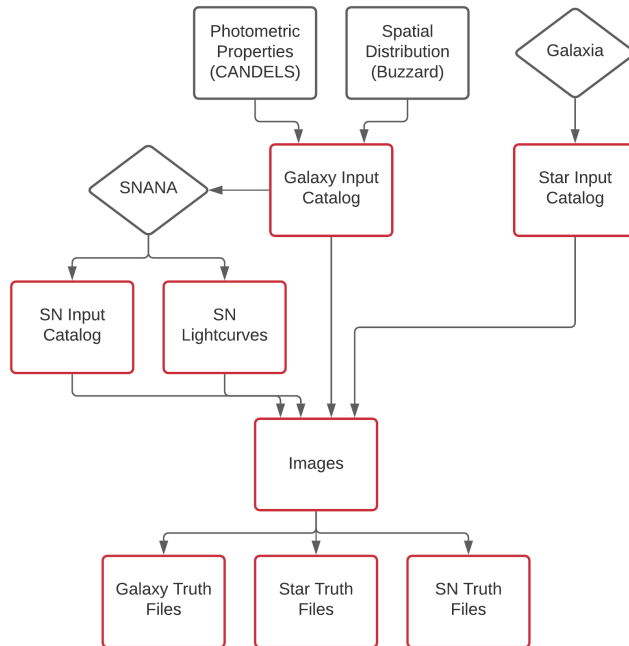 Photometric
Properties
(CANDELS)
Spatial
Distribution
(Buzzard)
Galaxia
SNANA
Galaxy Input
Catalog
Star Input
Catalog
SN Input
Catalog
SN
Lightcurves
Images
Galaxy Truth
Files
Star Truth
Files
SN Truth
Files